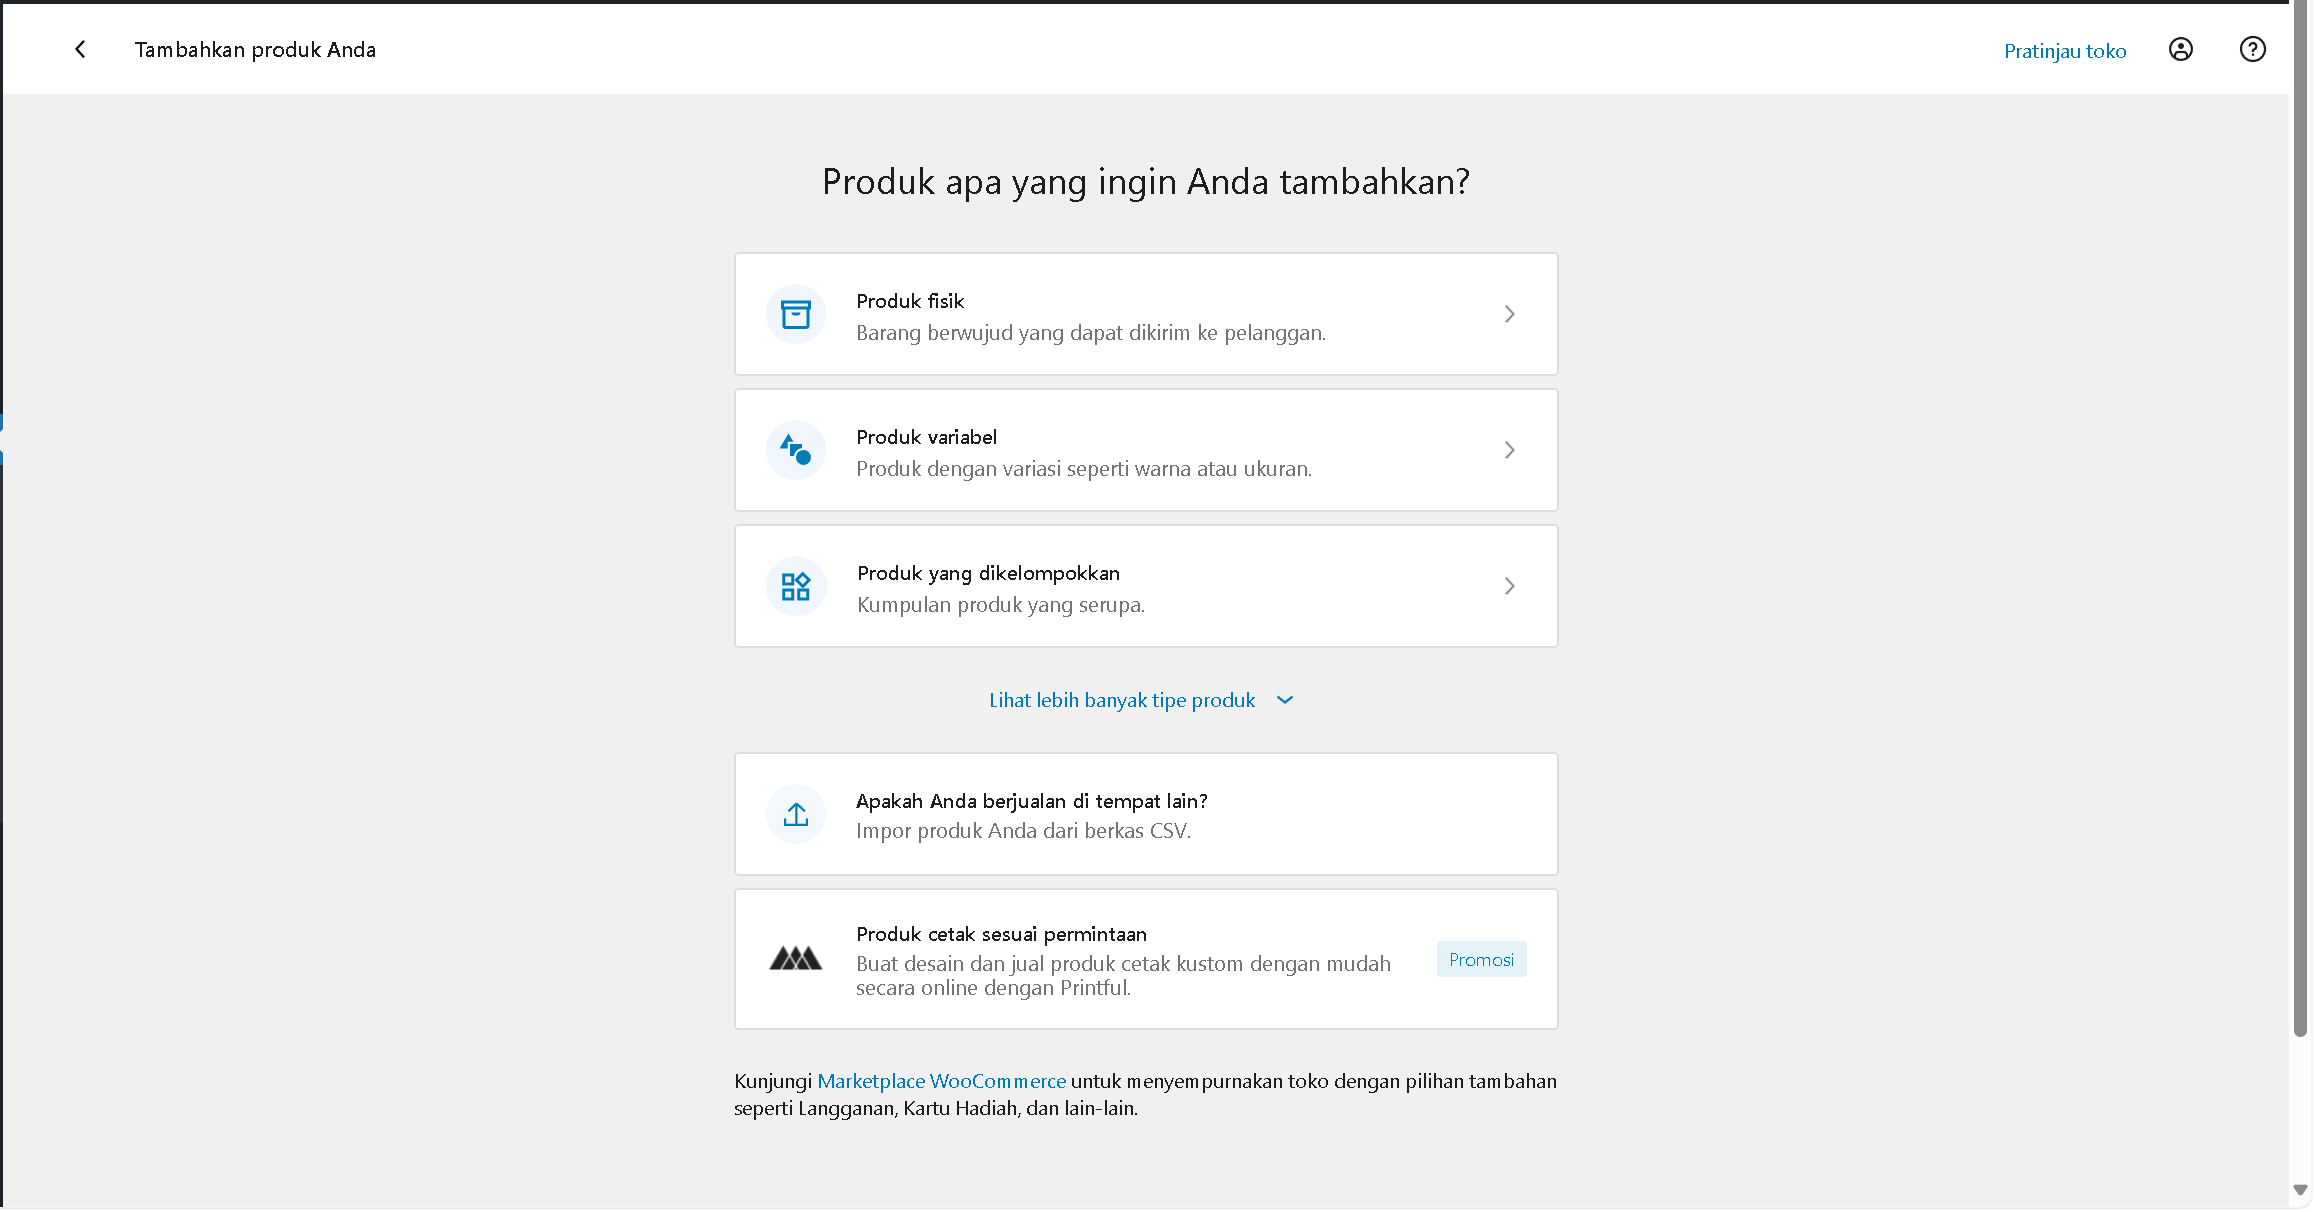 Tambahkan produk Anda
Pratinjau toko
Produk apa yang ingin Anda tambahkan?
Produk fisik
Barang berwujud yang dapat dikirim ke pelanggan.
Produk variabel
Produk dengan variasi seperti warna atau ukuran.
Produk yang dikelompokkan
Kumpulan produk yang serupa.
Lihat lebih banyak tipe produk
Apakah Anda berjualan di tempat lain?
Impor produk Anda dari berkas CSV.
Produk cetak sesuai permintaan
Buat desain dan jual produk cetak kustom dengan mudah
secara online dengan Printful.
Promosi
Kunjungi Marketplace WooCommerce untuk menyempurnakan toko dengan pilihan tambahan
seperti Langganan, Kartu Hadiah, dan lain-lain.